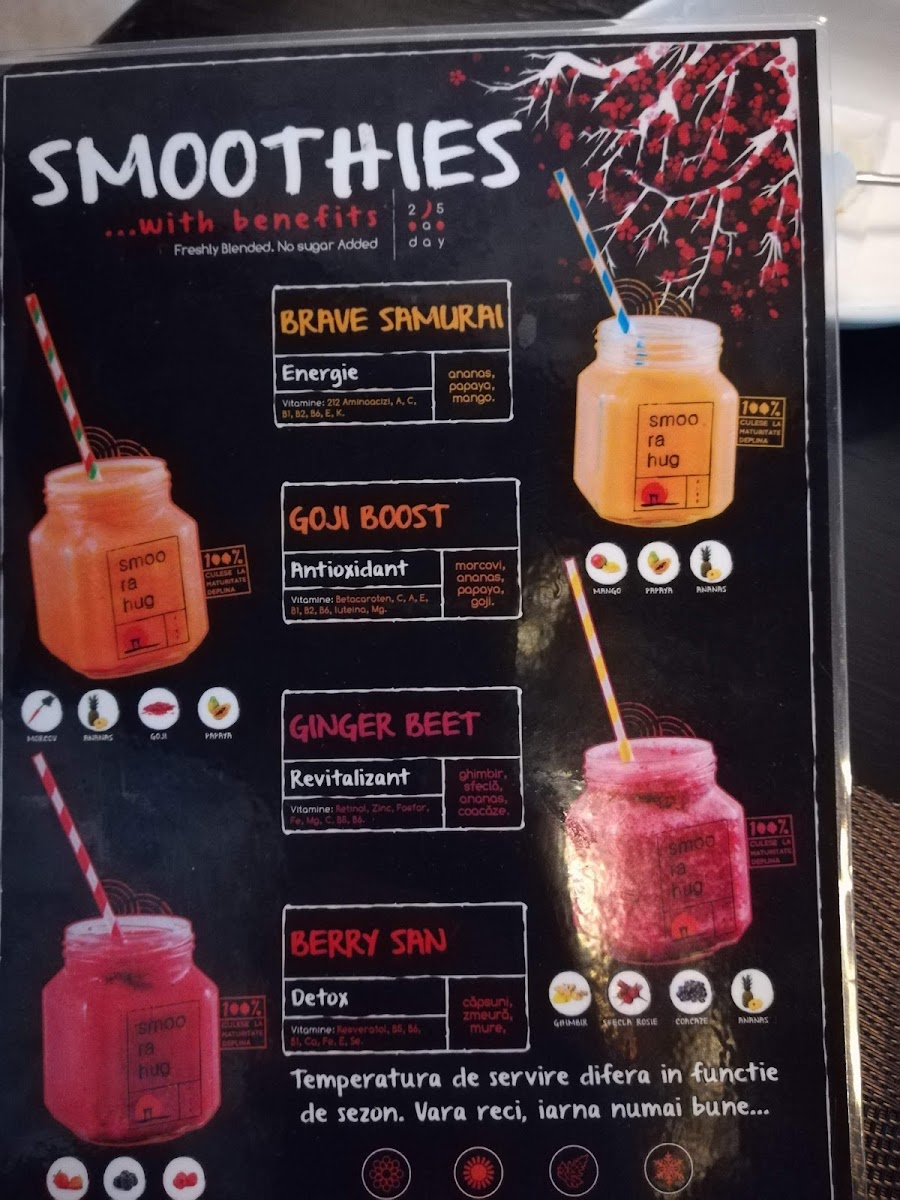 SMOOTHIES
...with benefits
Freshly Blended. No sugar Added
2 5
a
day
BRAVE SAMURAI
Energie
Vitamine: 212 Aminoacizi, A, C,
B1, B2, B6, E, K.
ananas,
papaya,
mango.
smoo
ra
hug
100%
CULESE LA
MATURITATE
DEPLINA
MANGO
PAPAYA
ANANAS
GOJI BOOST
Antioxidant
Vitamine: Betacaroten, C, A, E,
B1, B2, B6, luteina, Mg.
morcovi,
ananas,
papaya,
goji.
smoo
ra
hug
100%
CULESE LA
MATURITATE
DEPLINA
MORCOV
ANANAS
GOJI
PAPAYA
GINGER BEET
Revitalizant
Vitamine: Retinol, Zinc, Fosfor,
Fe, Mg, C, B8, B6.
ghimbir,
sfeclă,
ananas,
coacăze.
smoo
ra
hug
100%
CULESE LA
MATURITATE
DEPLINA
GHIMBIR
SFECLA ROSIE
COACAZE
ANANAS
BERRY SAN
Detox
Vitamine: Resveratol, B8, B6,
B1, Ca, Fe, E, Se.
căpsuni,
zmeură,
mure,
smoo
ra
hug
100%
CULESE LA
MATURITATE
DEPLINA
Temperatura de servire difera in functie
de sezon. Vara reci, iarna numai bune...